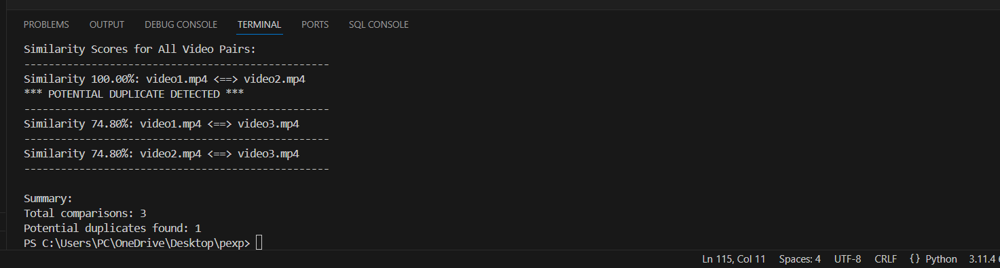 PROBLEMS OUTPUT DEBUG CONSOLE TERMINAL PORTS SQL CONSOLE
Similarity Scores for All Video Pairs:
--------------------------------------------------
Similarity 100.00%: video1.mp4 <==> video2.mp4
*** POTENTIAL DUPLICATE DETECTED ***
--------------------------------------------------
Similarity 74.80%: video1.mp4 <==> video3.mp4
--------------------------------------------------
Similarity 74.80%: video2.mp4 <==> video3.mp4
--------------------------------------------------
Summary:
Total comparisons: 3
Potential duplicates found: 1
PS C:\Users\PC\OneDrive\Desktop\pexp>
Ln 115, Col 11 Spaces: 4 UTF-8 CRLF {} Python 3.11.4